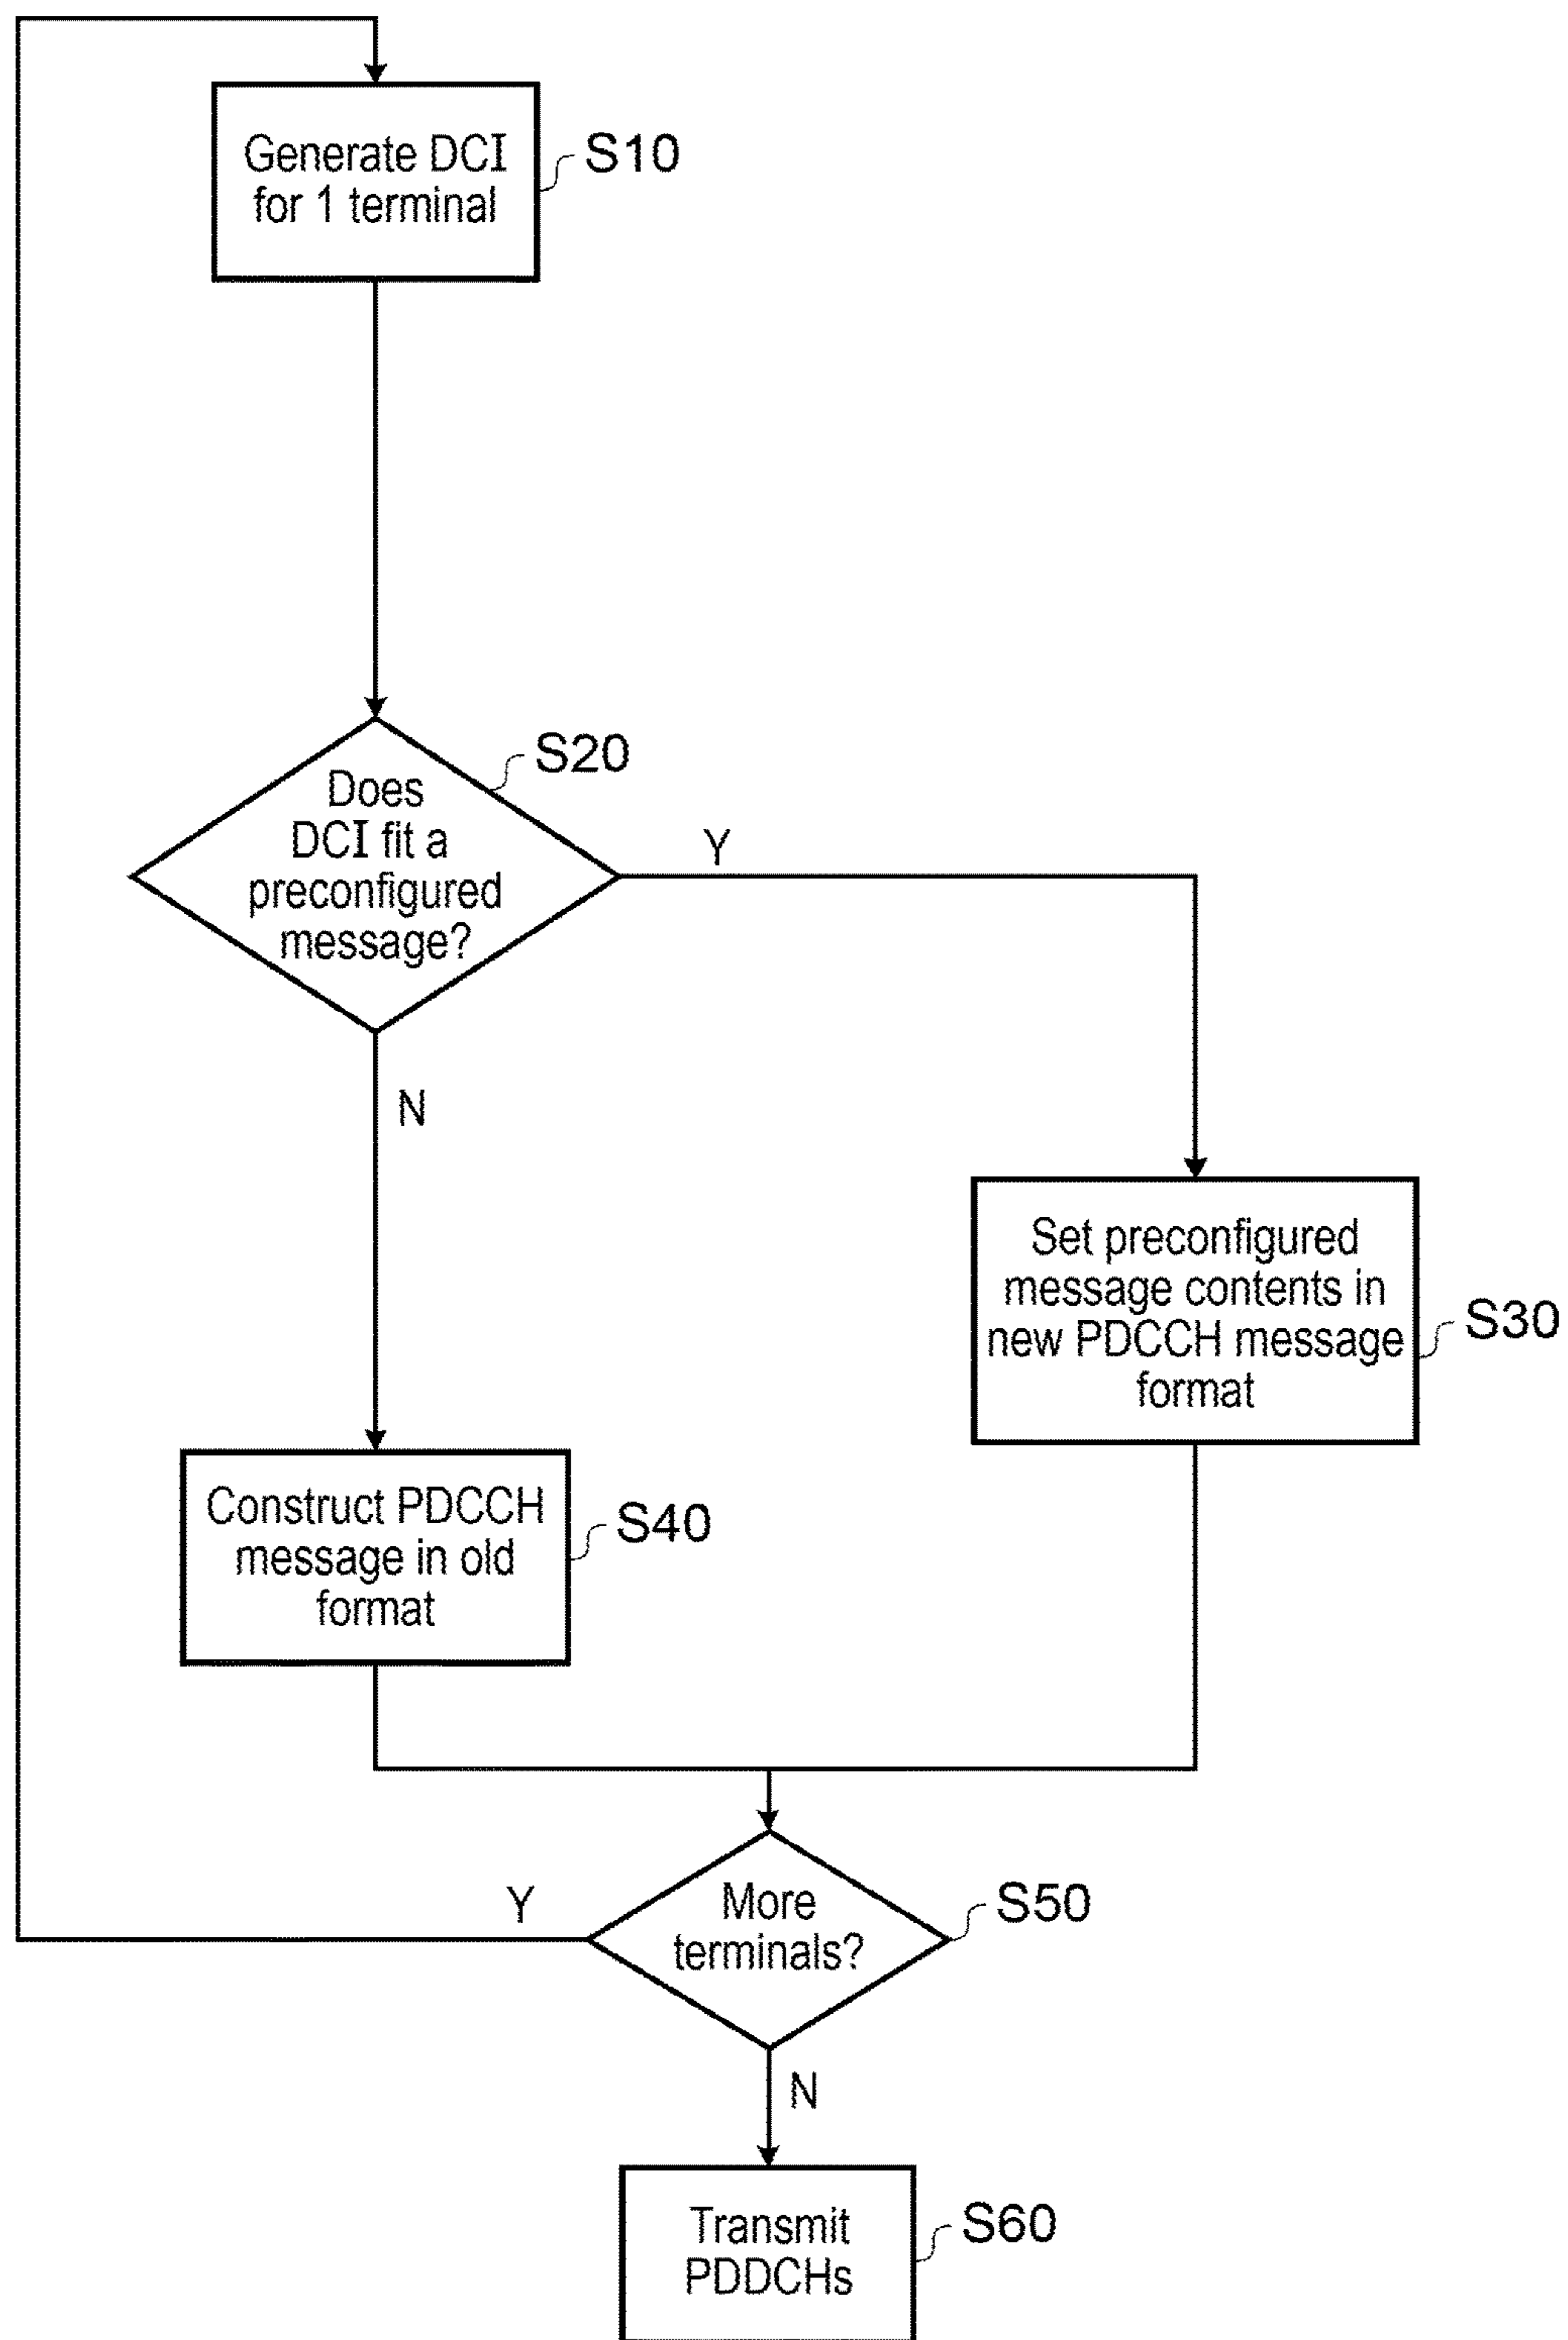 Generate DCI
for 1 terminal
S10
S20
Does
DCI fit a
preconfigured
message?
Y
N
Set preconfigured
message contents in
new PDCCH message
format
S30
Construct PDCCH
message in old
format
S40
More
terminals?
S50
Y
N
Transmit
PDDCHs
S60